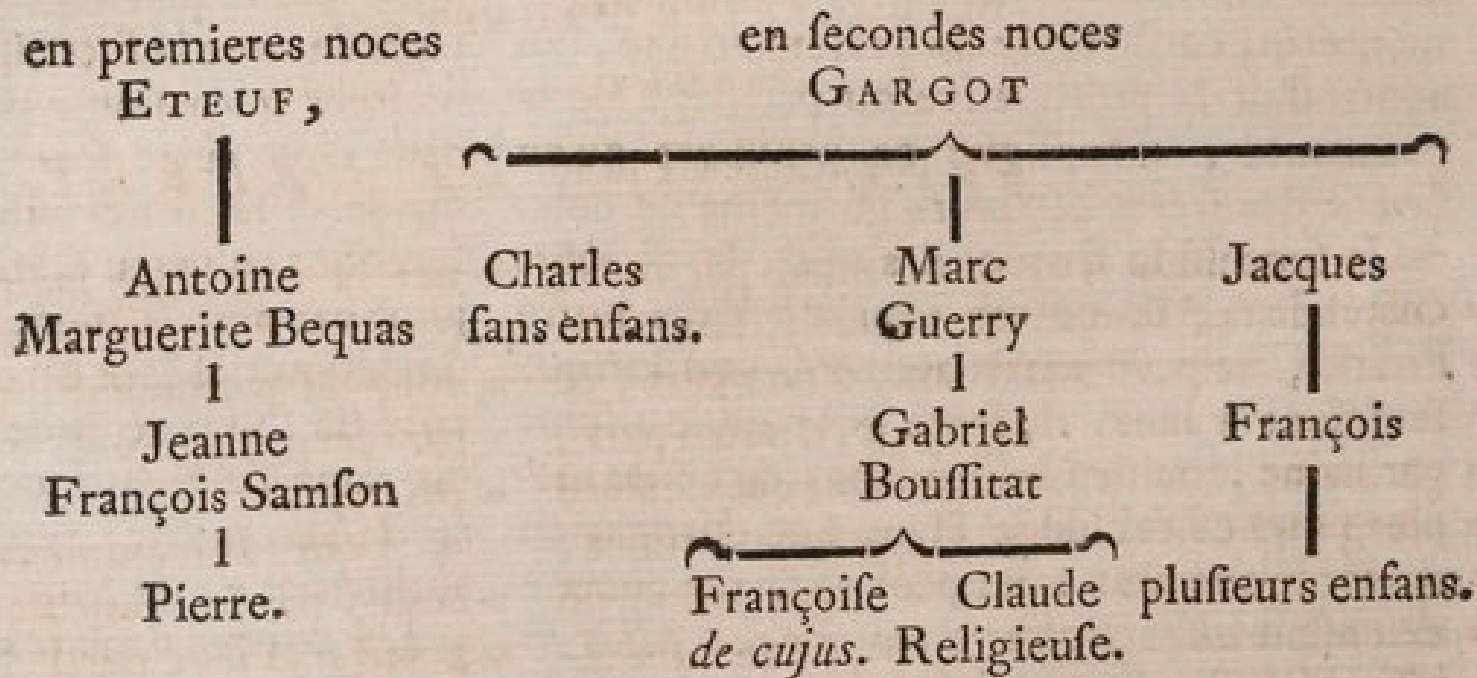 en premieres noces
ETEUF,
en ſecondes noces
GARGOT
Antoine
Marguerite Bequas
Jeanne
François Samſon
Pierre.
Charles
ſans enfans.
Marc
Guerry
Gabriel
Bouſſitat
Françoiſe
de cujus.
Claude
Religieuſe.
Jacques
François
pluſieurs enfans.